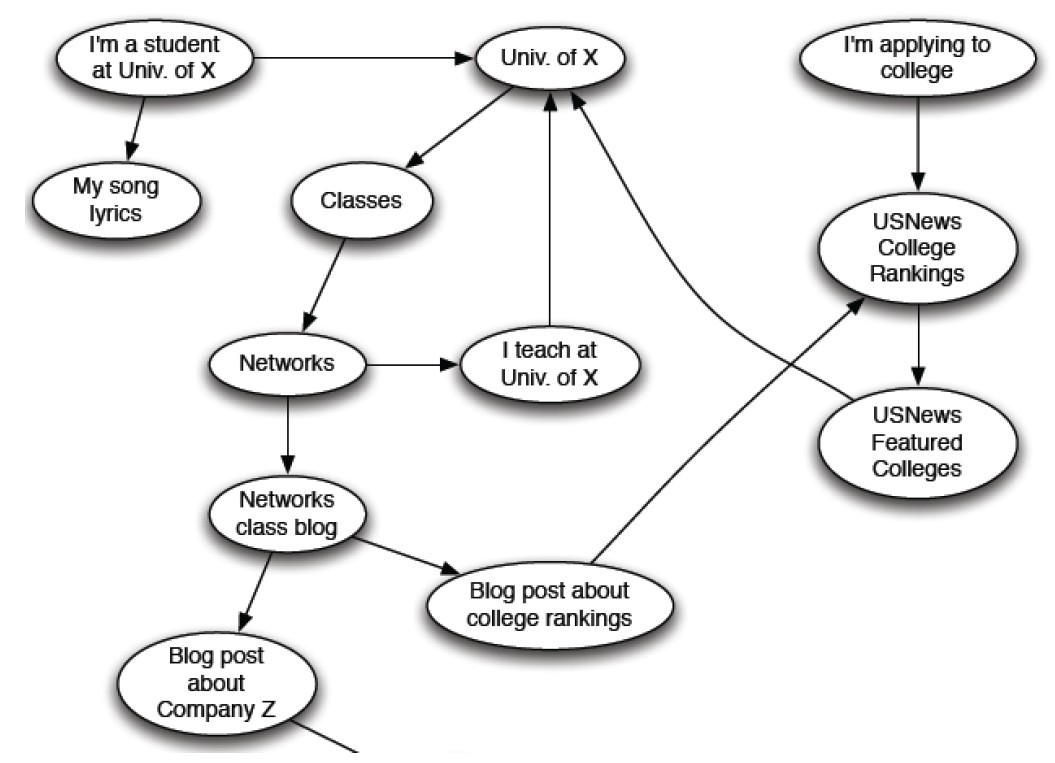 I'm a student
at Univ. of X
Univ. of X
I'm applying to
college
My song
lyrics
Classes
USNews
College
Rankings
Networks
I teach at
Univ. of X
USNews
Featured
Colleges
Networks
class blog
Blog post about
college rankings
Blog post
about
Company Z